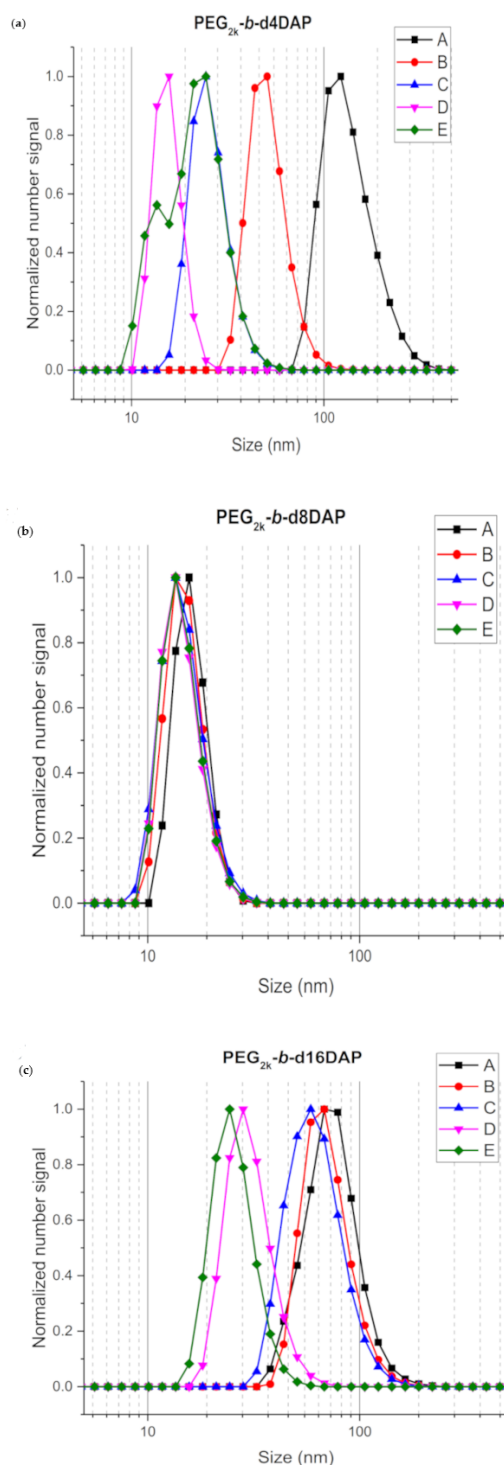 (a)
PEG2k-b-d4DAP
A
B
C
D
E
1.0
0.8
0.6
0.4
0.2
0.0
Normalized number signal
10
100
Size (nm)
(b)
PEG2k-b-d8DAP
A
B
C
D
E
1.0
0.8
0.6
0.4
0.2
0.0
Normalized number signal
10
100
Size (nm)
(c)
PEG2k-b-d16DAP
A
B
C
D
E
1.0
0.8
0.6
0.4
0.2
0.0
Normalized number signal
10
100
Size (nm)